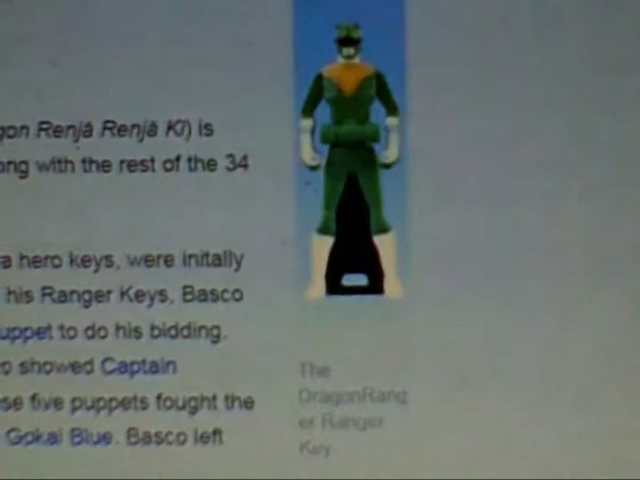 gon Renjā Renjā Kī) is
ong with the rest of the 34
a hero keys, were initally
his Ranger Keys, Basco
uppet to do his bidding.
o showed Captain
se five puppets fought the
Gokai Blue. Basco left
The
DragonRang
er Ranger
Key.